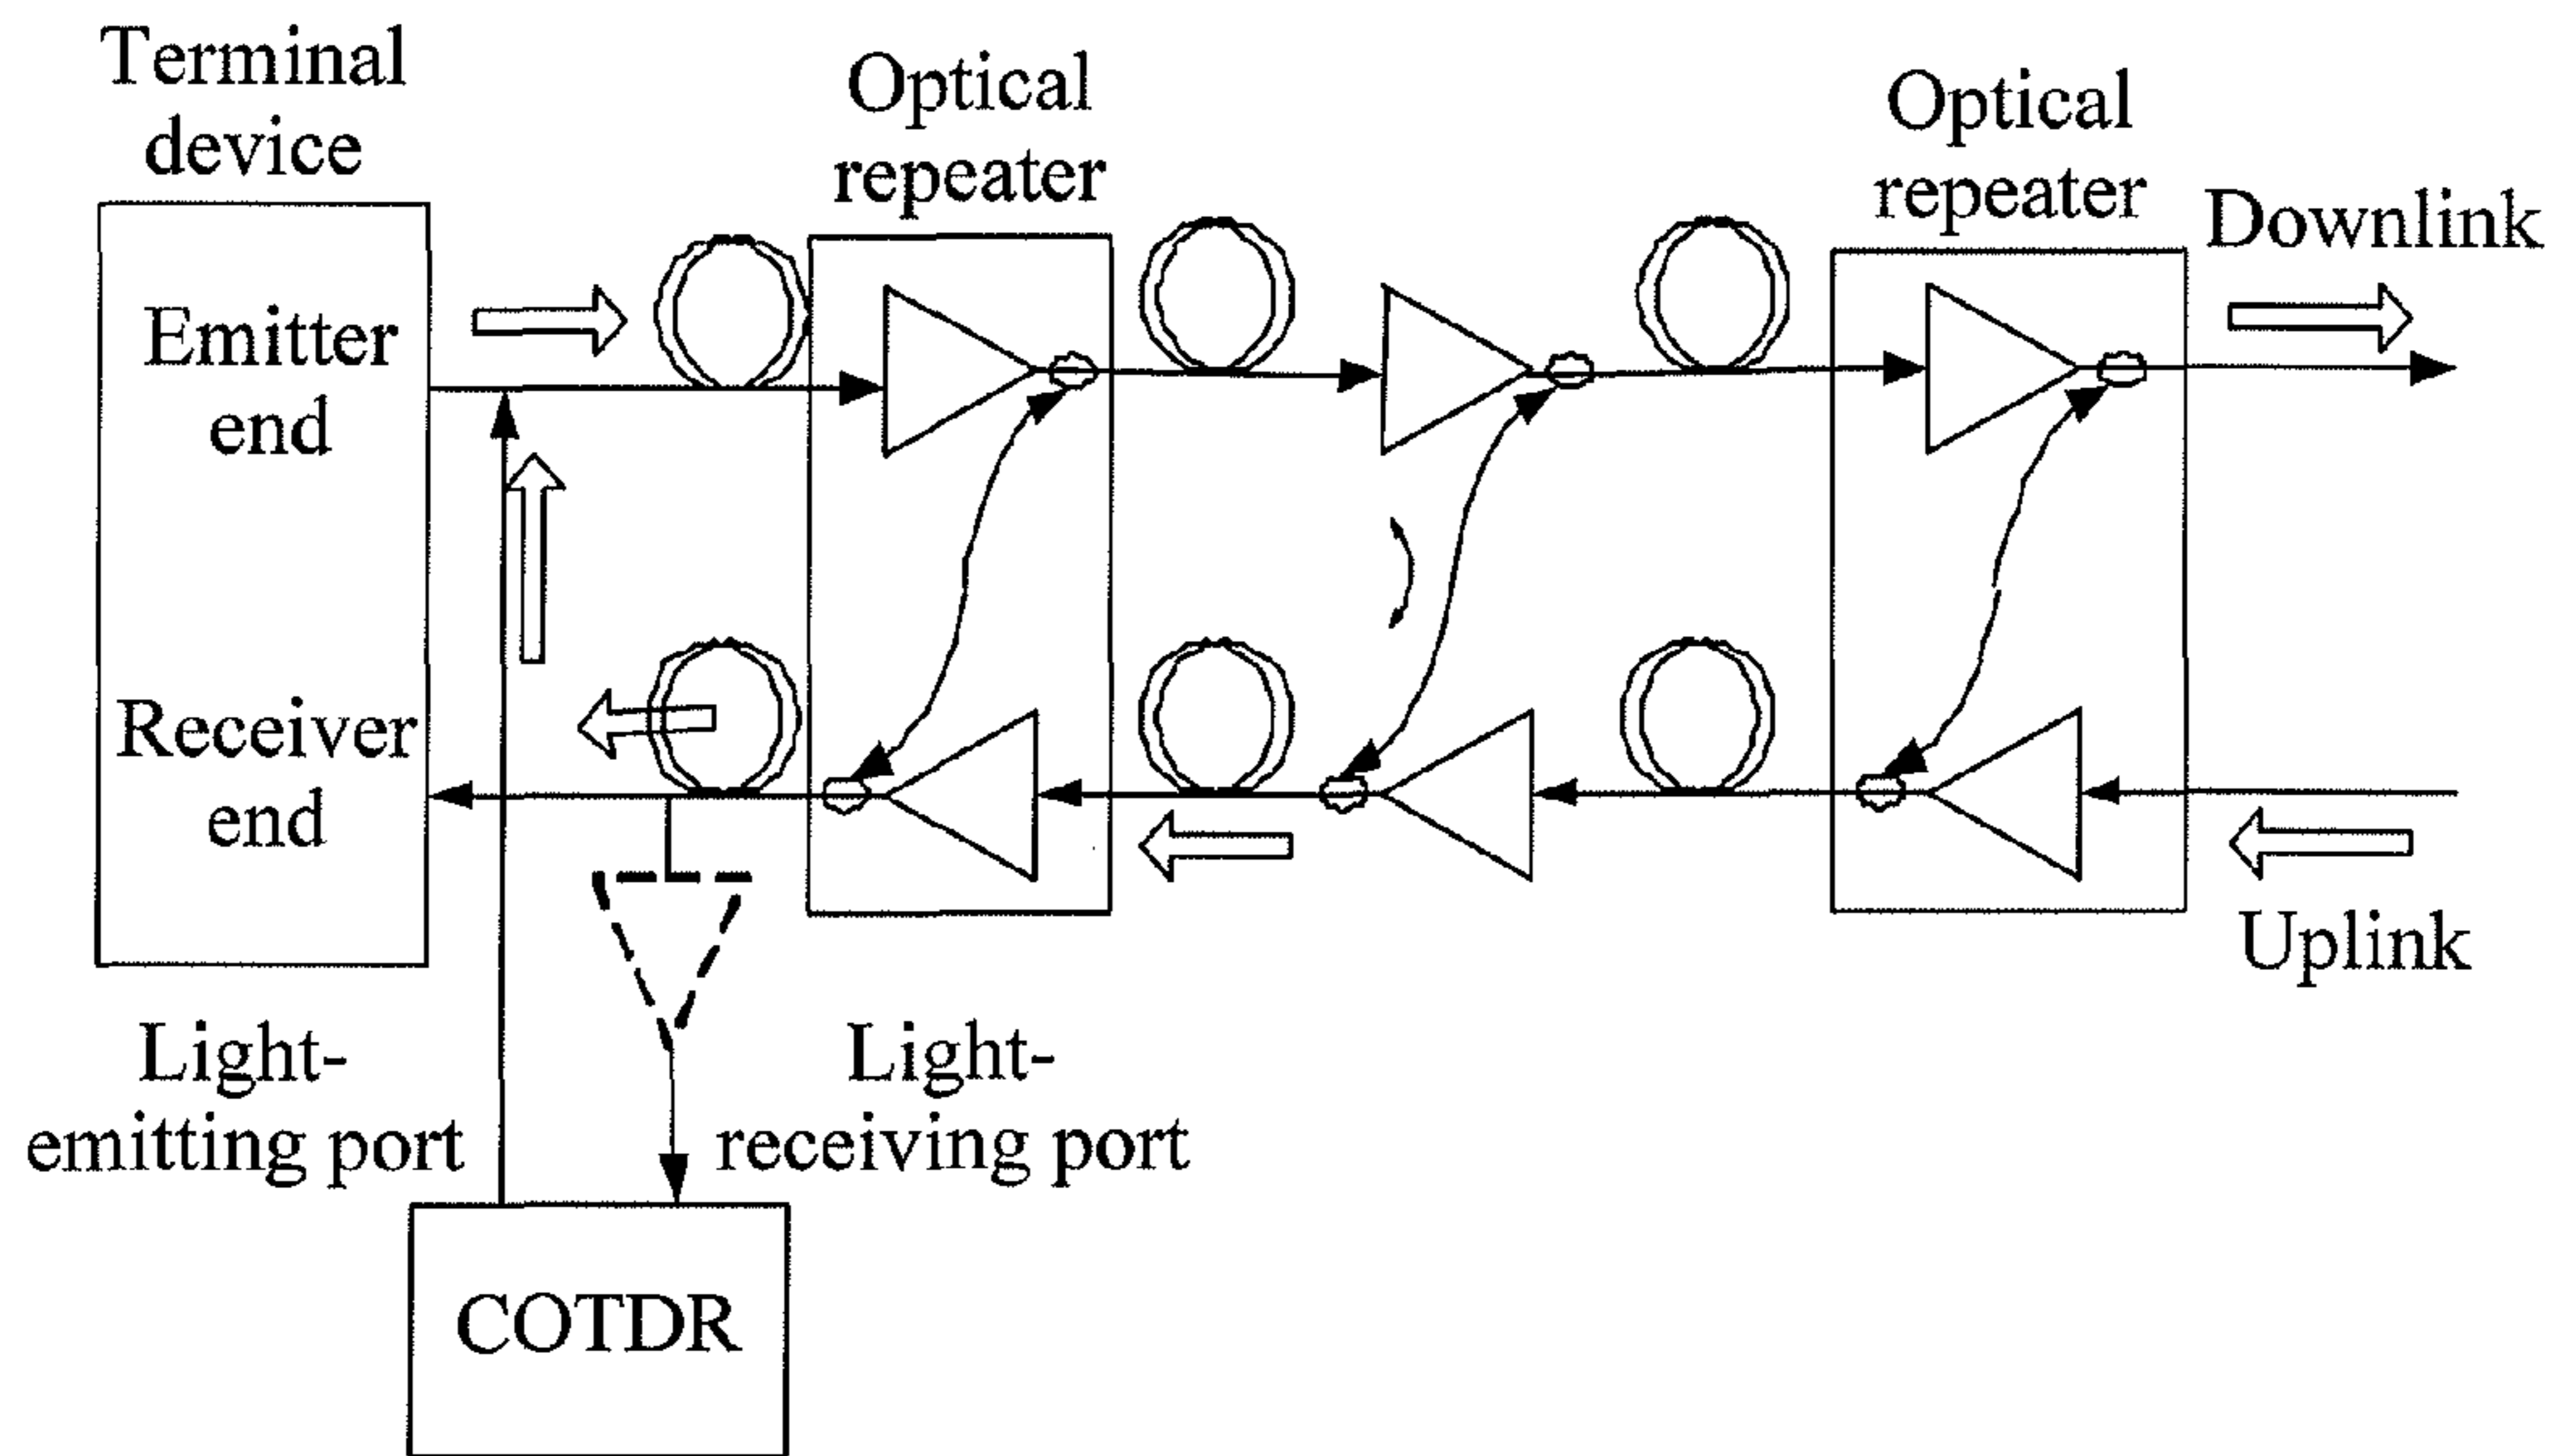 Terminal
device
Optical
repeater
Optical
repeater
Downlink
Emitter
end
Receiver
end
Uplink
Light-
emitting port
Light-
receiving port
COTDR